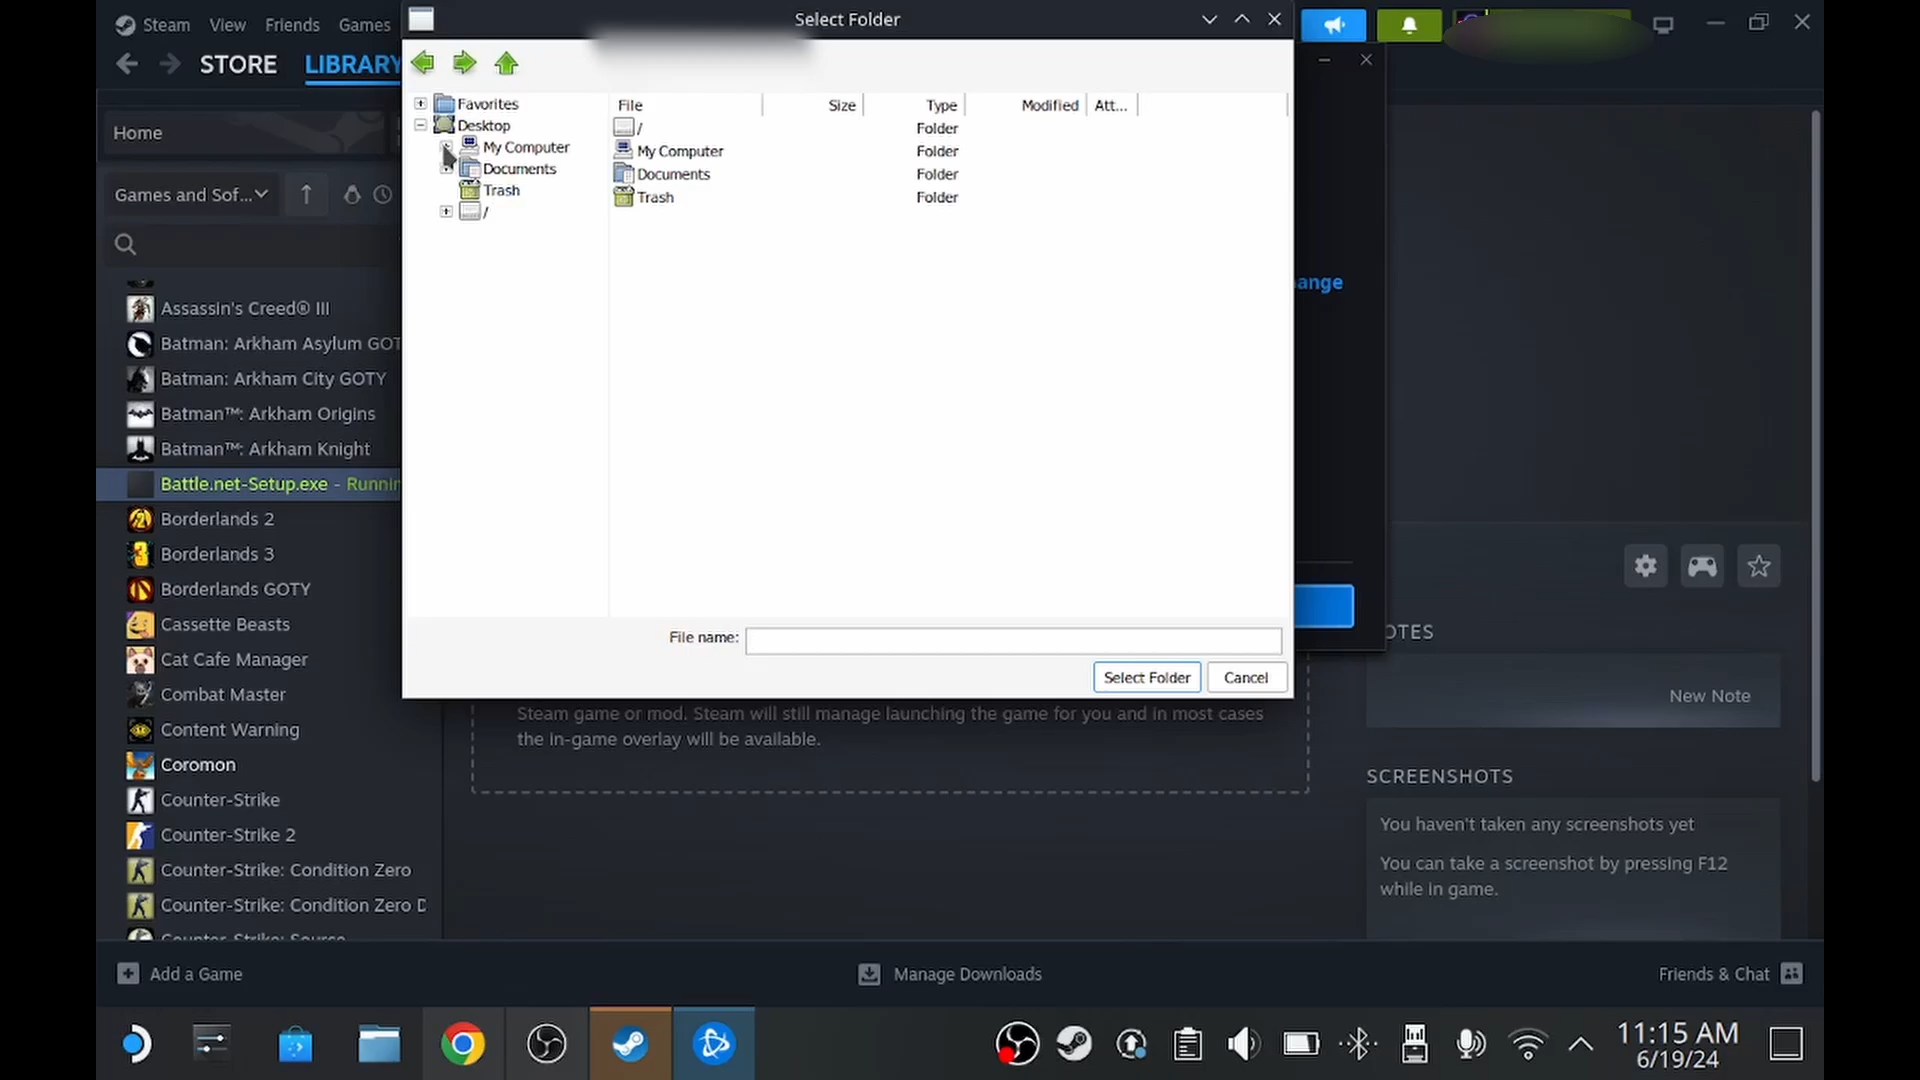 Steam View Friends Games
Select Folder
STORE LIBRARY
Home
Games and Sof...
Favorites
Desktop
My Computer
Documents
Trash
/
File Size Type Modified Att...
/ Folder
My Computer Folder
Documents Folder
Trash Folder
Assassin's Creed® III
Batman: Arkham Asylum GOT
Batman: Arkham City GOTY
Batman™: Arkham Origins
Batman™: Arkham Knight
Battle.net-Setup.exe - Runnin
Borderlands 2
Borderlands 3
Borderlands GOTY
Cassette Beasts
Cat Cafe Manager
Combat Master
Content Warning
Coromon
Counter-Strike
Counter-Strike 2
Counter-Strike: Condition Zero
Counter-Strike: Condition Zero D
ange
File name:
Select Folder Cancel
Steam game or mod. Steam will still manage launching the game for you and in most cases
the in-game overlay will be available.
OTES
New Note
SCREENSHOTS
You haven't taken any screenshots yet
You can take a screenshot by pressing F12
while in game.
Add a Game
Manage Downloads
Friends & Chat
11:15 AM
6/19/24